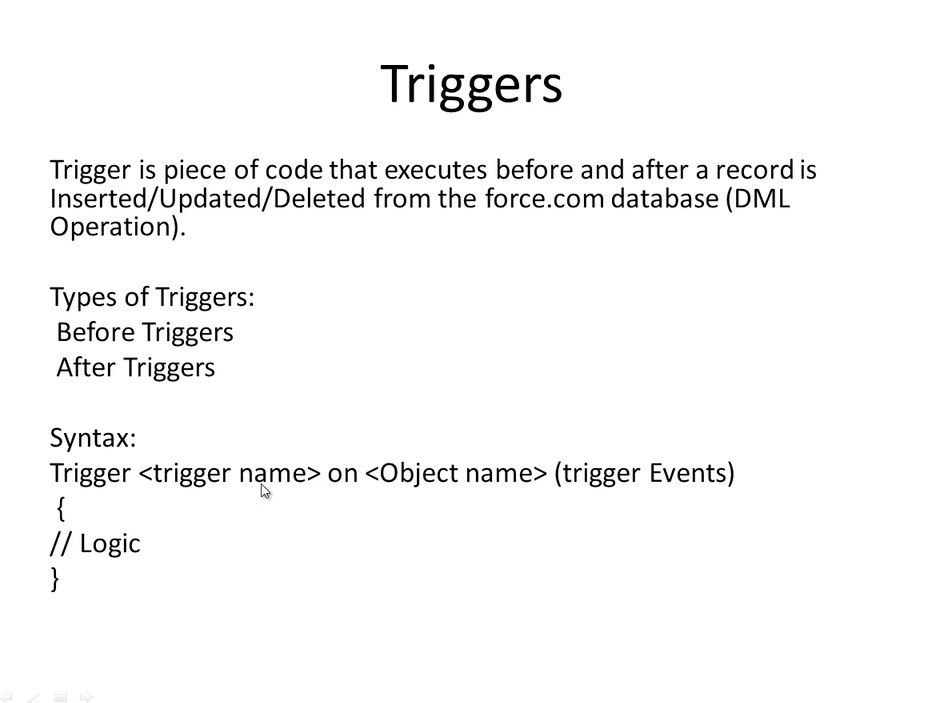 Triggers
Trigger is piece of code that executes before and after a record is
Inserted/Updated/Deleted from the force.com database (DML
Operation).
Types of Triggers:
Before Triggers
After Triggers
Syntax:
Trigger <trigger name> on <Object name> (trigger Events)
{
// Logic
}